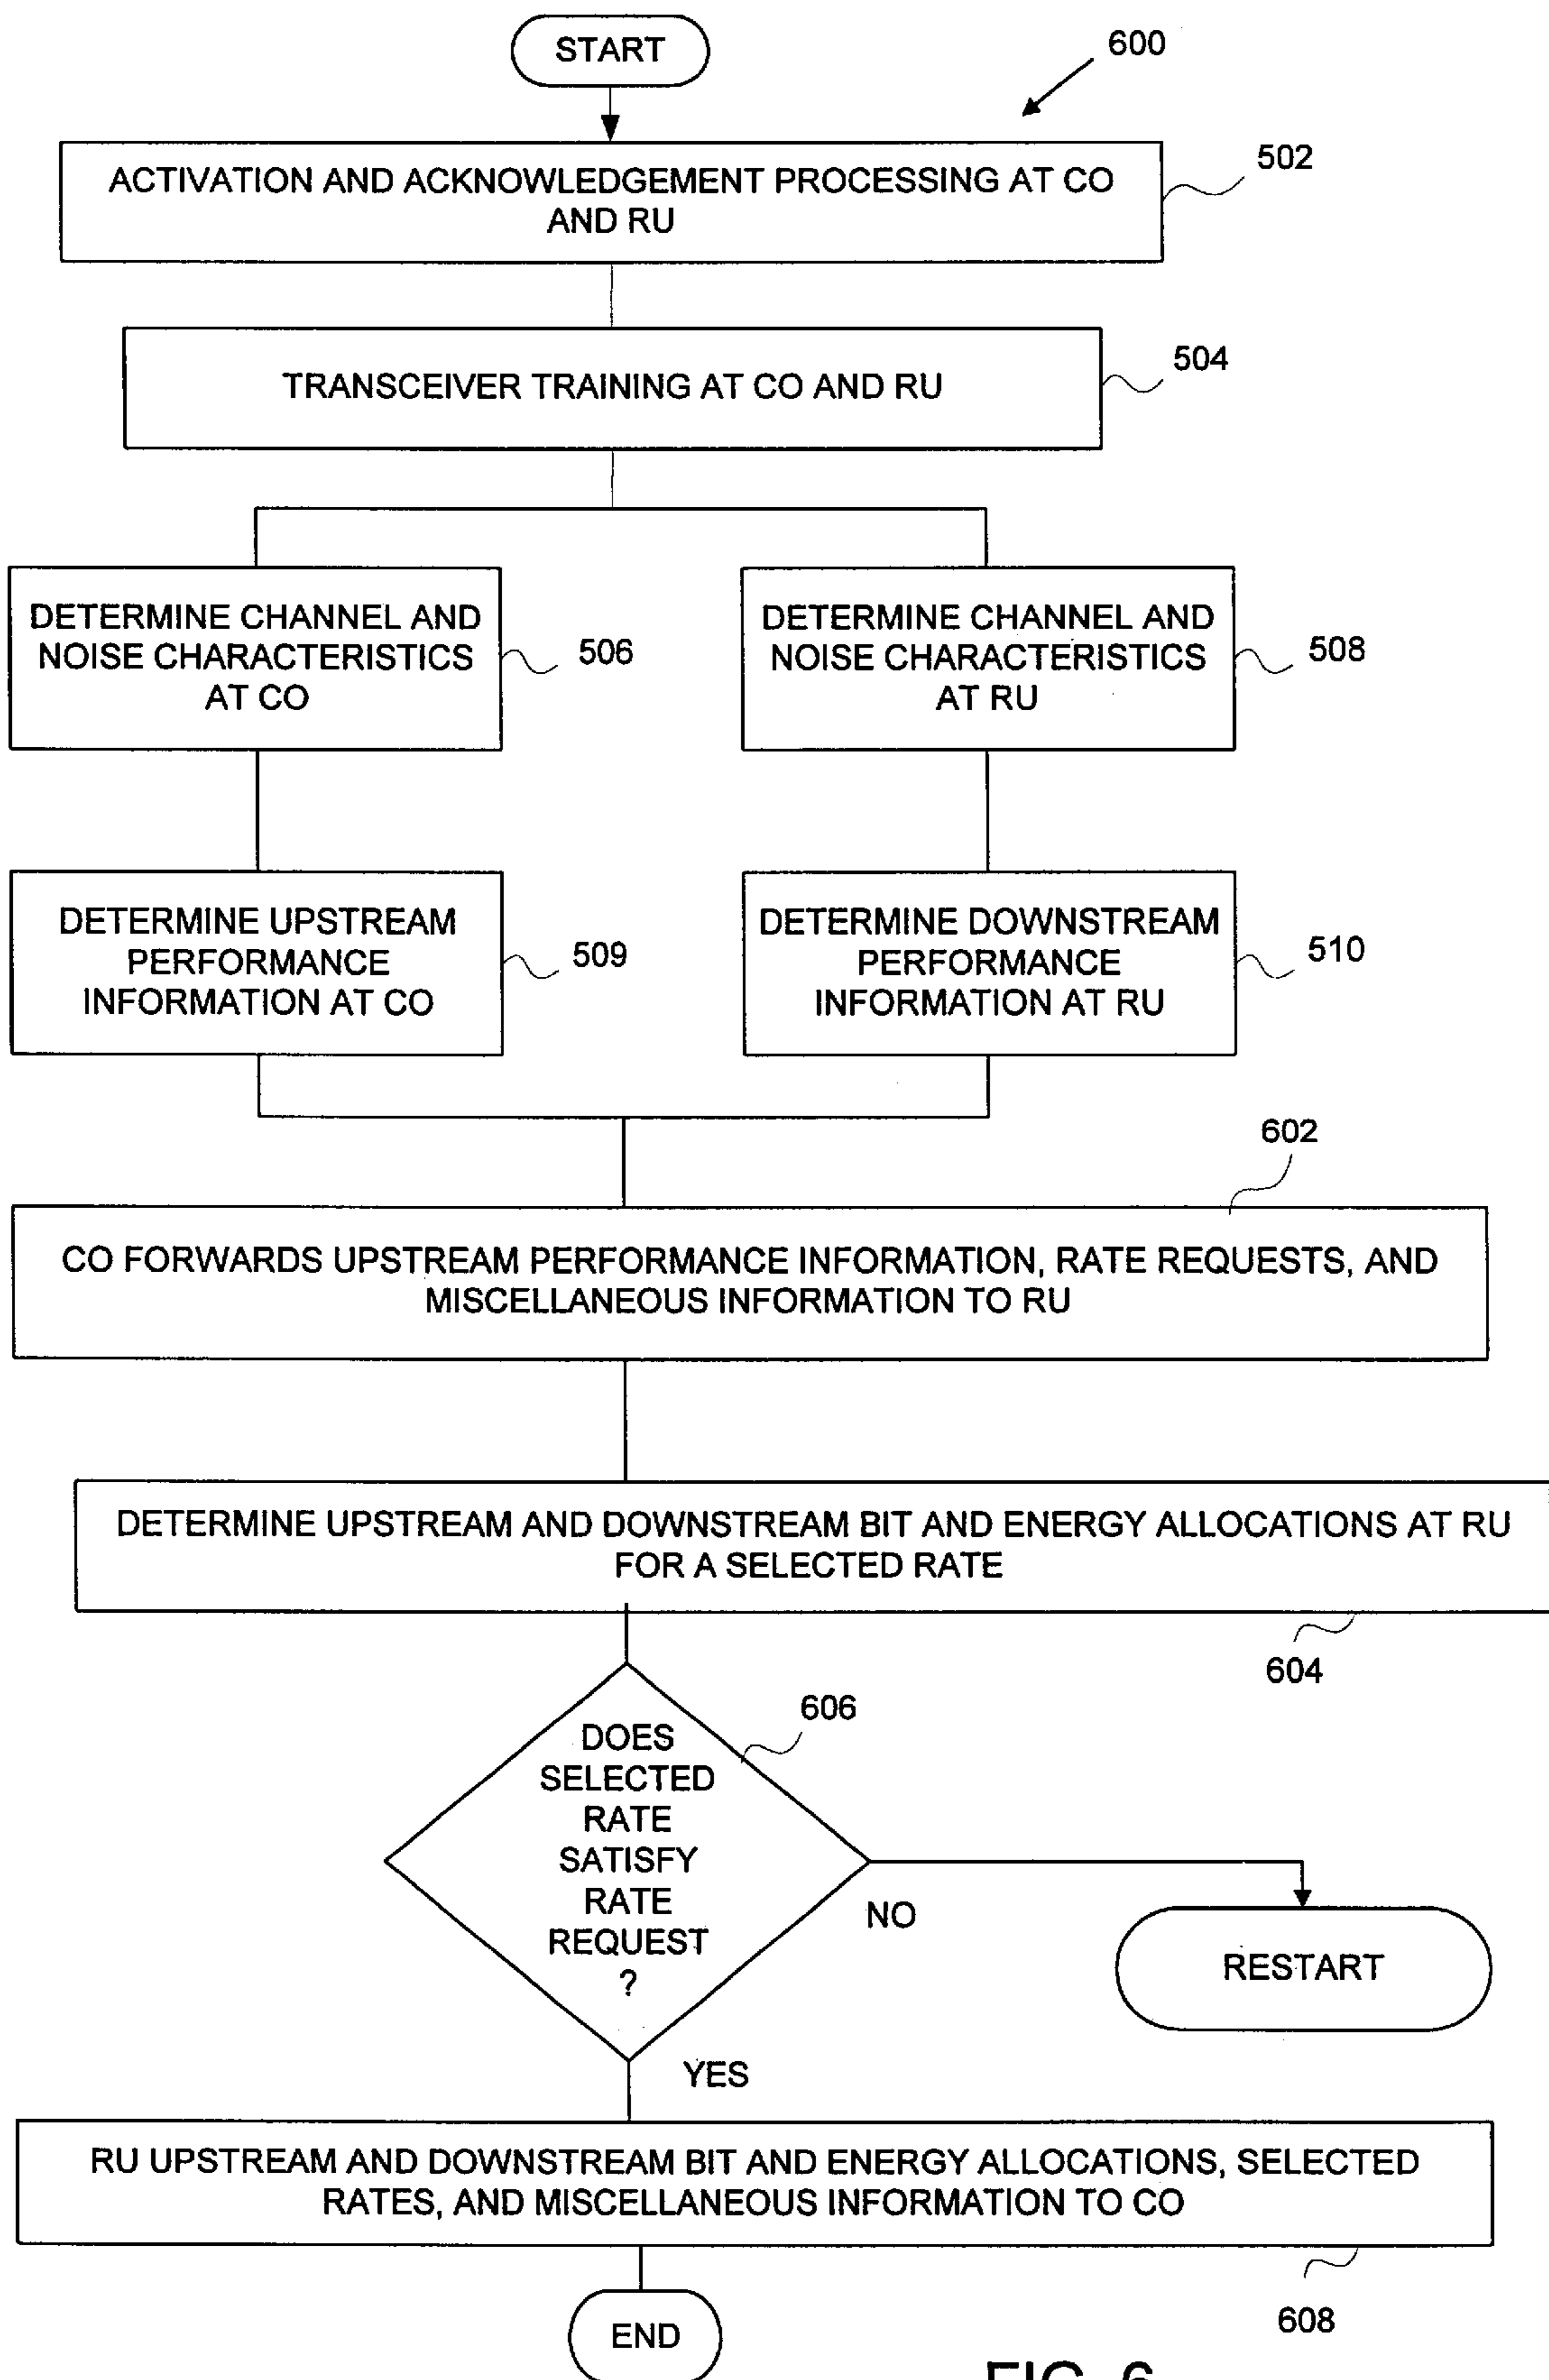 START
600
ACTIVATION AND ACKNOWLEDGEMENT PROCESSING AT CO
AND RU
502
TRANSCEIVER TRAINING AT CO AND RU
504
DETERMINE CHANNEL AND
NOISE CHARACTERISTICS
AT CO
506
DETERMINE CHANNEL AND
NOISE CHARACTERISTICS
AT RU
508
DETERMINE UPSTREAM
PERFORMANCE
INFORMATION AT CO
509
DETERMINE DOWNSTREAM
PERFORMANCE
INFORMATION AT RU
510
602
CO FORWARDS UPSTREAM PERFORMANCE INFORMATION, RATE REQUESTS, AND
MISCELLANEOUS INFORMATION TO RU
DETERMINE UPSTREAM AND DOWNSTREAM BIT AND ENERGY ALLOCATIONS AT RU
FOR A SELECTED RATE
604
606
DOES
SELECTED
RATE
SATISFY
RATE
REQUEST
?
NO
RESTART
YES
RU UPSTREAM AND DOWNSTREAM BIT AND ENERGY ALLOCATIONS, SELECTED
RATES, AND MISCELLANEOUS INFORMATION TO CO
608
END
FIG. 6